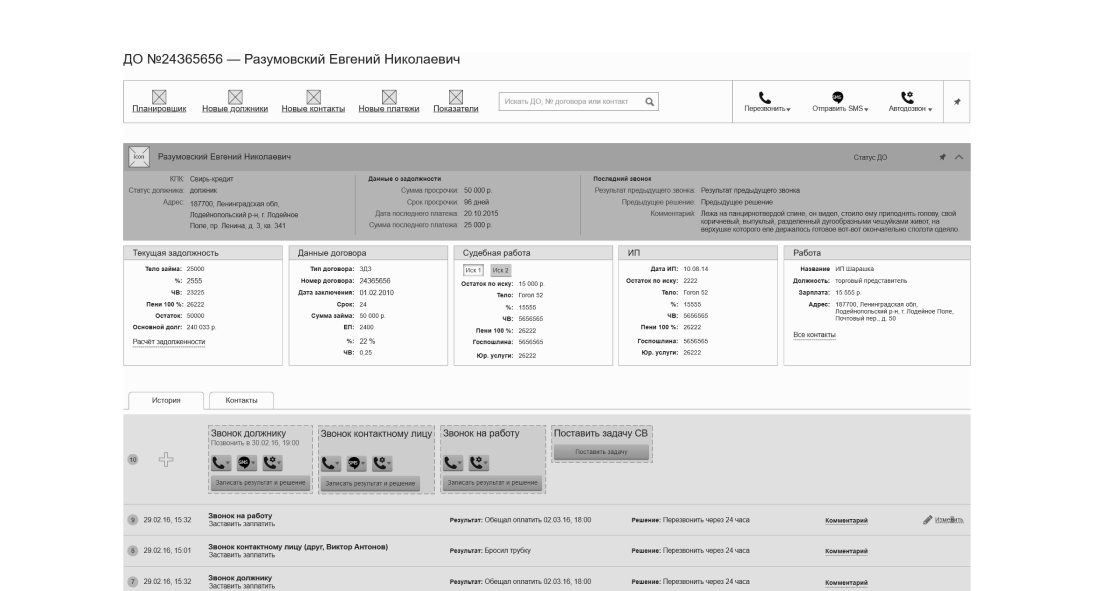 ДО №24365656 — Разумовский Евгений Николаевич
Планировщик
Новые должники
Новые контакты
Новые платежи
Показатели
Искать ДО, № договора или контакт
Перезвонить
Отправить SMS
Автодозвон
icon
Разумовский Евгений Николаевич
Статус ДО
КПК: Свирь-кредит
Статус должника: должник
Адрес: 187700, Ленинградская обл,
Лодейнопольский р-н, г. Лодейное
Поле, пр. Ленина, д. 3, кв. 341
Данные о задолжности
Сумма просрочки: 50 000 р.
Срок просрочки: 96 дней
Дата последнего платежа: 20.10.2015
Сумма последнего платежа: 25 000 р.
Последний звонок
Результат предыдущего звонка: Результат предыдущего звонка
Предыдущее решение: Предыдущее решение
Комментарий: Лежа на панцирнотвердой спине, он видел, стоило ему приподнять голову, свой
коричневый, выпуклый, разделенный дугообразными чешуйками живот, на
верхушке которого еле держалось готовое вот-вот окончательно сползти одеяло.
Текущая задолжность
Тело займа: 25000
%: 2555
ЧВ: 23225
Пени 100 %: 26222
Остаток: 50000
Основной долг: 240 033 р.
Расчёт задолженности
Данные договора
Тип договора: ЗДЗ
Номер договора: 24365656
Дата заключения: 01.02.2010
Срок: 24
Сумма займа: 50 000 р.
ЕП: 2400
%: 22 %
ЧВ: 0,25
Судебная работа
Иск 1
Иск 2
Остаток по иску: 15 000 р.
Тело: Гогол 52
%: 15555
ЧВ: 5656565
Пени 100 %: 26222
Госпошлина: 5656565
Юр. услуги: 26222
ИП
Дата ИП: 10.08.14
Остаток по иску: 2222
Тело: Гогол 52
%: 15555
ЧВ: 5656565
Пени 100 %: 26222
Госпошлина: 5656565
Юр. услуги: 26222
Работа
Название ИП Шарашка
Должность: торговый представитель
Зарплата: 15 555 р.
Адрес: 187700, Ленинградская обл,
Лодейнопольский р-н, г. Лодейное Поле,
Почтовый пер., д. 50
Все контакты
История
Контакты
10
Звонок должнику
Позвонить в 30.02.16, 19:00
SMS
Записать результат и решение
Звонок контактному лицу
SMS
Записать результат и решение
Звонок на работу
Записать результат и решение
Поставить задачу СВ
Поставить задачу
9 29.02.16, 15:32 Звонок на работу Результат: Обещал оплатить 02.03.16, 18:00 Решение: Перезвонить через 24 часа Комментарий Изменить
Заставить заплатить
8 29.02.16, 15:01 Звонок контактному лицу (друг, Виктор Антонов) Результат: Бросил трубку Решение: Перезвонить через 24 часа Комментарий
Заставить заплатить
7 29.02.16, 15:32 Звонок должнику Результат: Обещал оплатить 02.03.16, 18:00 Решение: Перезвонить через 24 часа Комментарий
Заставить заплатить